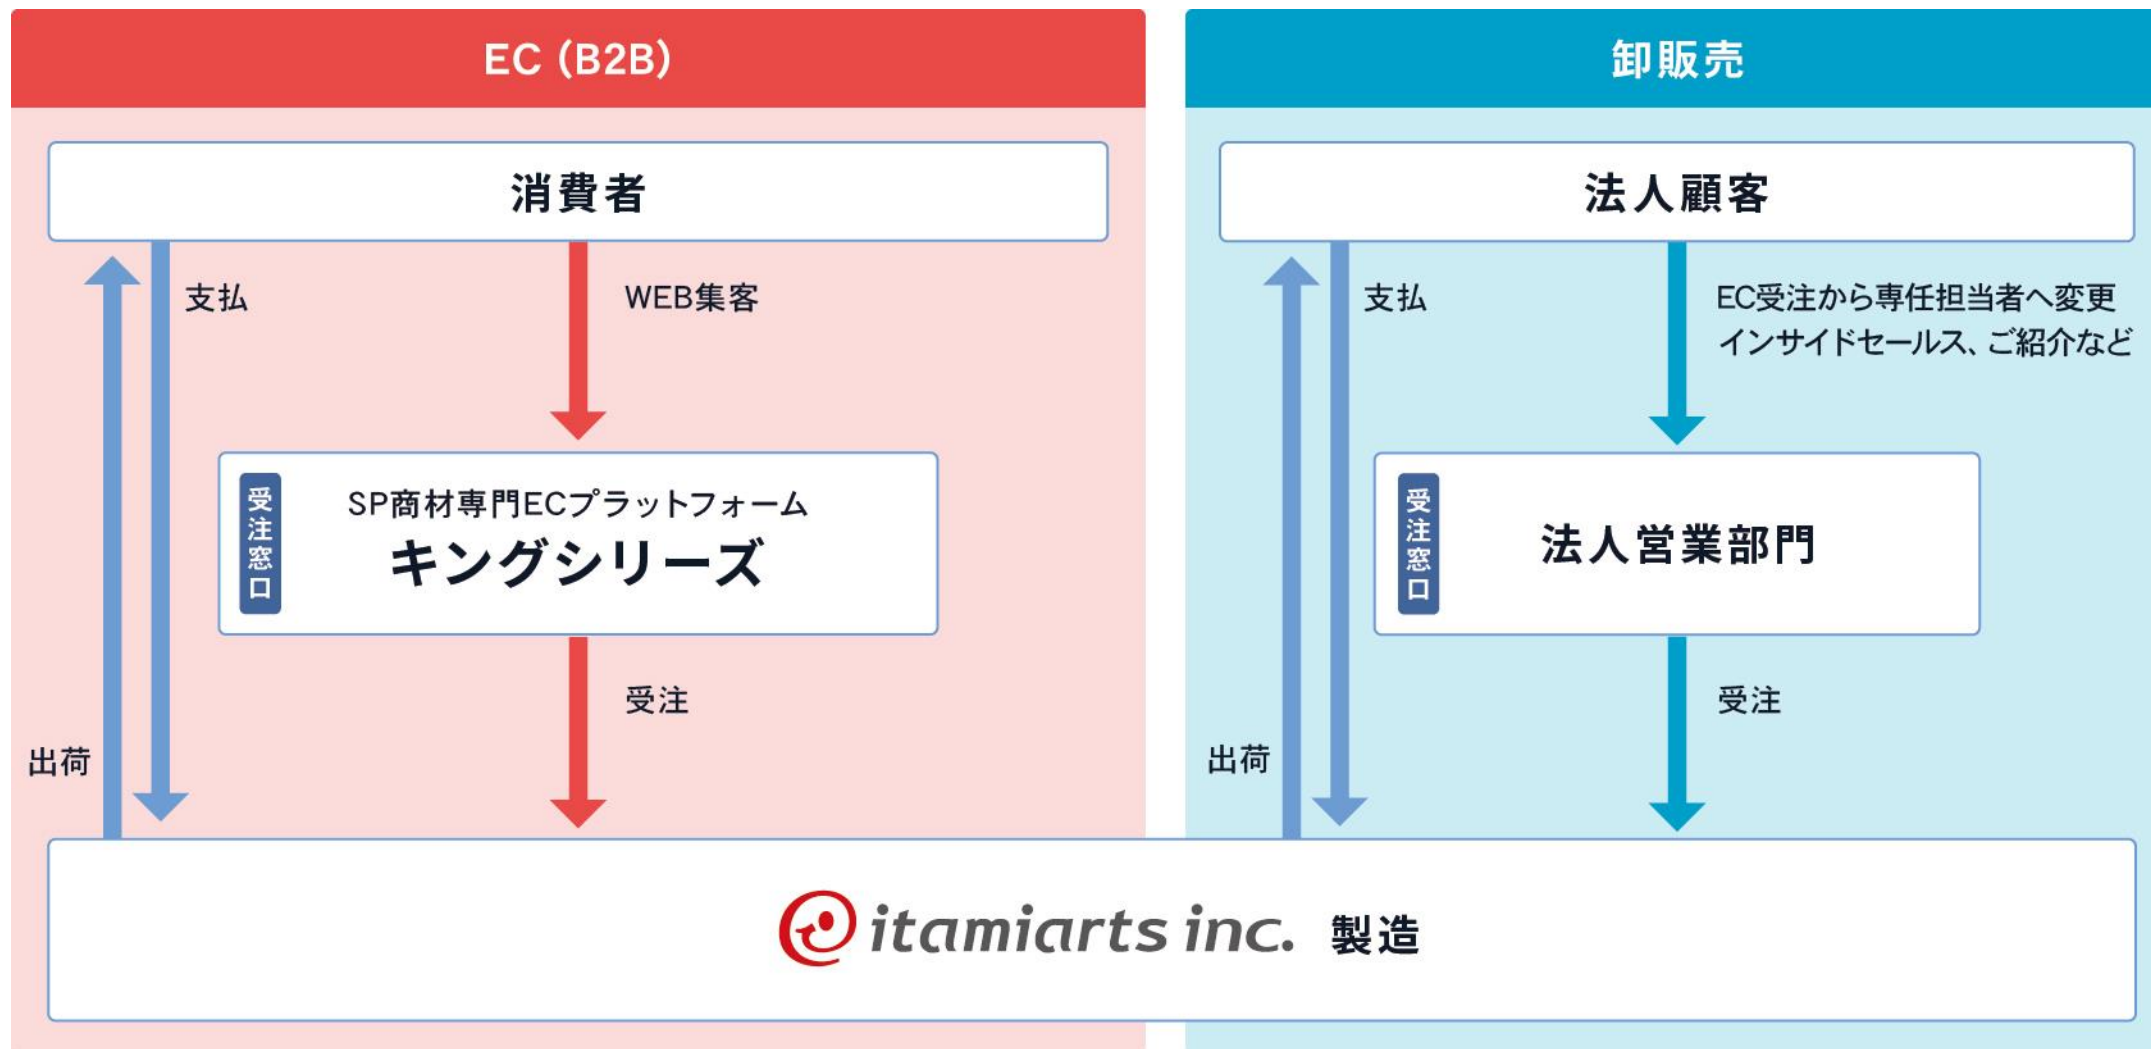 EC（B2B）
消費者
支払
WEB集客
受注窓口
SP商材専門ECプラットフォーム
キングシリーズ
受注
出荷
卸販売
法人顧客
支払
EC受注から専任担当者へ変更
インサイドセールス、ご紹介など
受注窓口
法人営業部門
受注
出荷
itamiarts inc. 製造